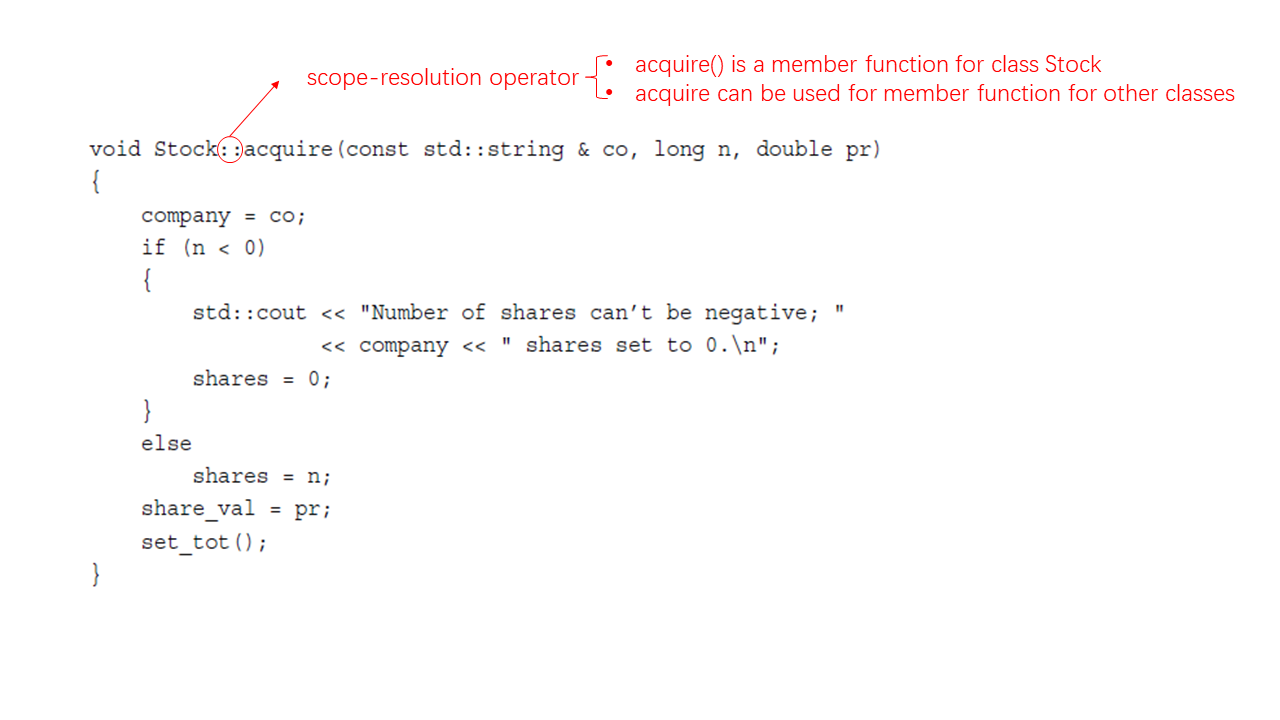 • acquire() is a member function for class Stock
scope-resolution operator
• acquire can be used for member function for other classes
void Stock::acquire(const std::string & co, long n, double pr)
{
    company = co;
    if (n < 0)
    {
        std::cout << "Number of shares can’t be negative; "
                  << company << " shares set to 0.\n";
        shares = 0;
    }
    else
        shares = n;
    share_val = pr;
    set_tot();
}